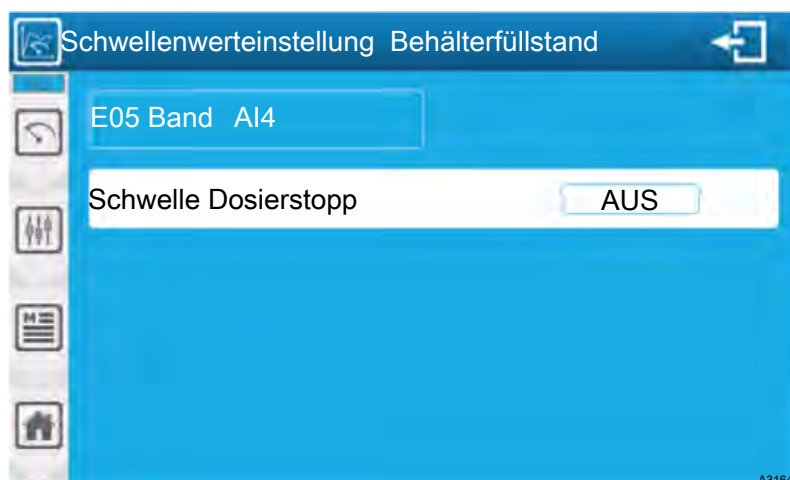 Schwellenwerteinstellung Behälterfüllstand
E05 Band AI4
Schwelle Dosierstopp AUS
M